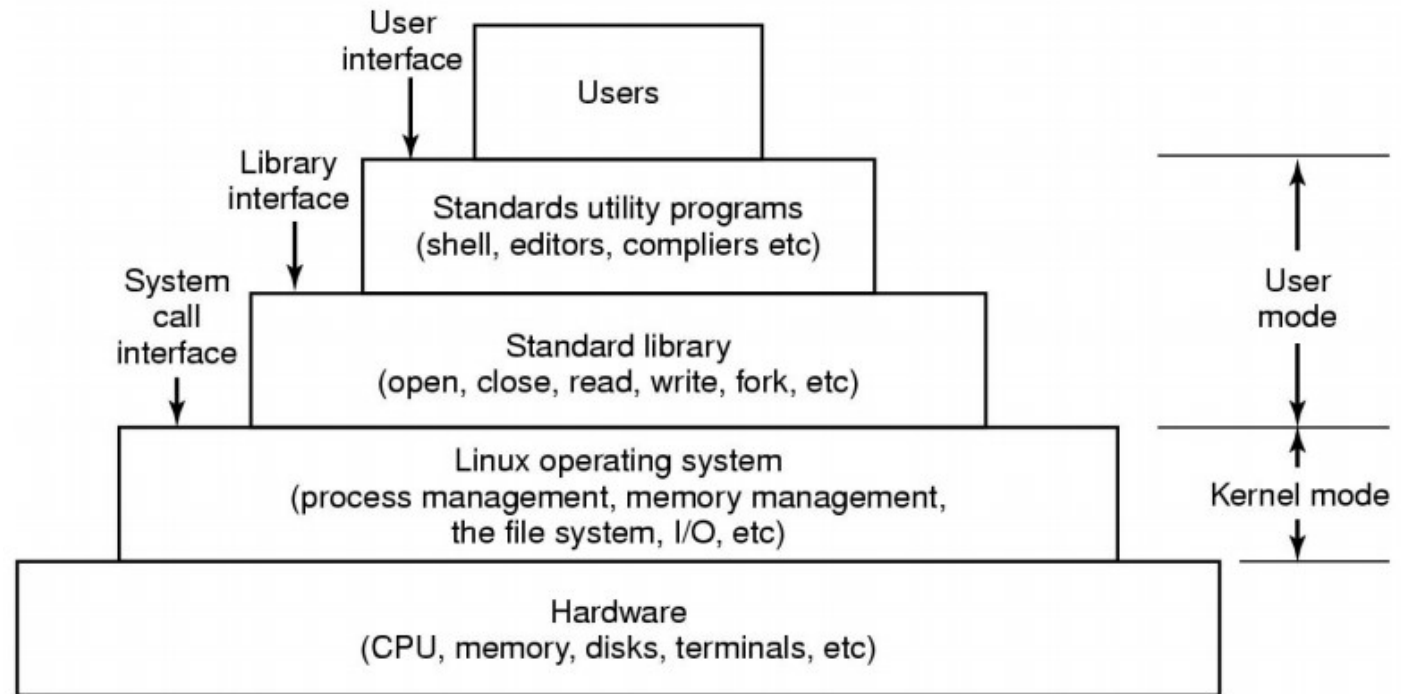 User
interface
Users
Library
interface
Standards utility programs
(shell, editors, compliers etc)
System
call
interface
User
mode
Standard library
(open, close, read, write, fork, etc)
Linux operating system
(process management, memory management,
the file system, I/O, etc)
Kernel mode
Hardware
(CPU, memory, disks, terminals, etc)